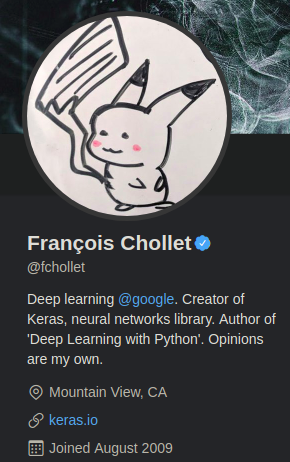 François Chollet
@fchollet
Deep learning @google. Creator of
Keras, neural networks library. Author of
'Deep Learning with Python'. Opinions
are my own.
Mountain View, CA
keras.io
Joined August 2009